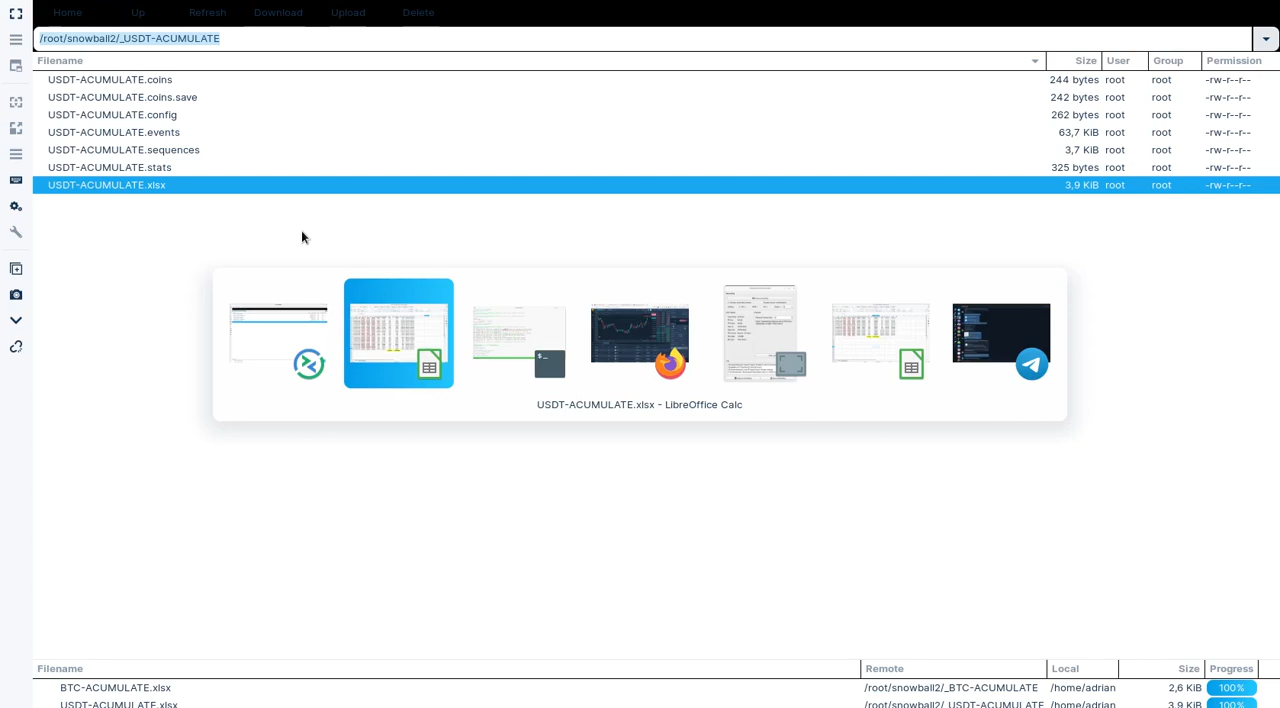 Home Up Refresh Download Upload Delete
/root/snowball2/_USDT-ACUMULATE
Filename Size User Group Permission
USDT-ACUMULATE.coins 244 bytes root root -rw-r--r--
USDT-ACUMULATE.coins.save 242 bytes root root -rw-r--r--
USDT-ACUMULATE.config 262 bytes root root -rw-r--r--
USDT-ACUMULATE.events 63,7 KiB root root -rw-r--r--
USDT-ACUMULATE.sequences 3,7 KiB root root -rw-r--r--
USDT-ACUMULATE.stats 325 bytes root root -rw-r--r--
USDT-ACUMULATE.xlsx 3,9 KiB root root -rw-r--r--
USDT-ACUMULATE.xlsx - LibreOffice Calc
Filename Remote Local Size Progress
BTC-ACUMULATE.xlsx /root/snowball2/_BTC-ACUMULATE /home/adrian 2,6 KiB 100%
USDT-ACUMULATE.xlsx /root/snowball2/_USDT-ACUMULATE /home/adrian 3,9 KiB 100%